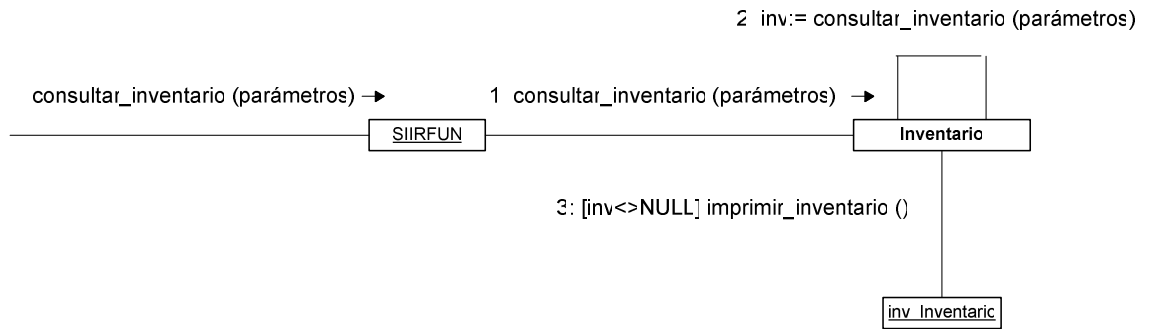 2 inv:= consultar_inventario (parámetros)
consultar_inventario (parámetros)
1 consultar_inventario (parámetros)
SIIRFUN
Inventario
3: [inv<>NULL] imprimir_inventario ()
inv Inventario